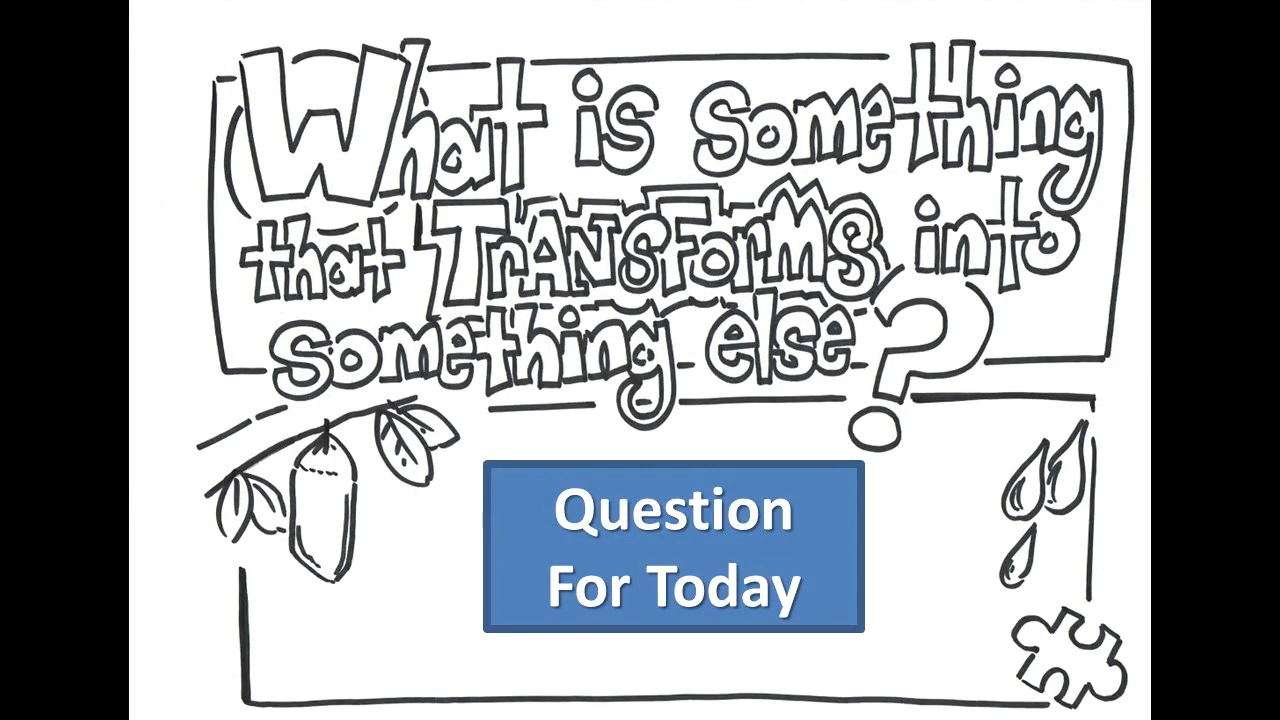 What is something
that TRANSFORMS into
something else?
Question
For Today